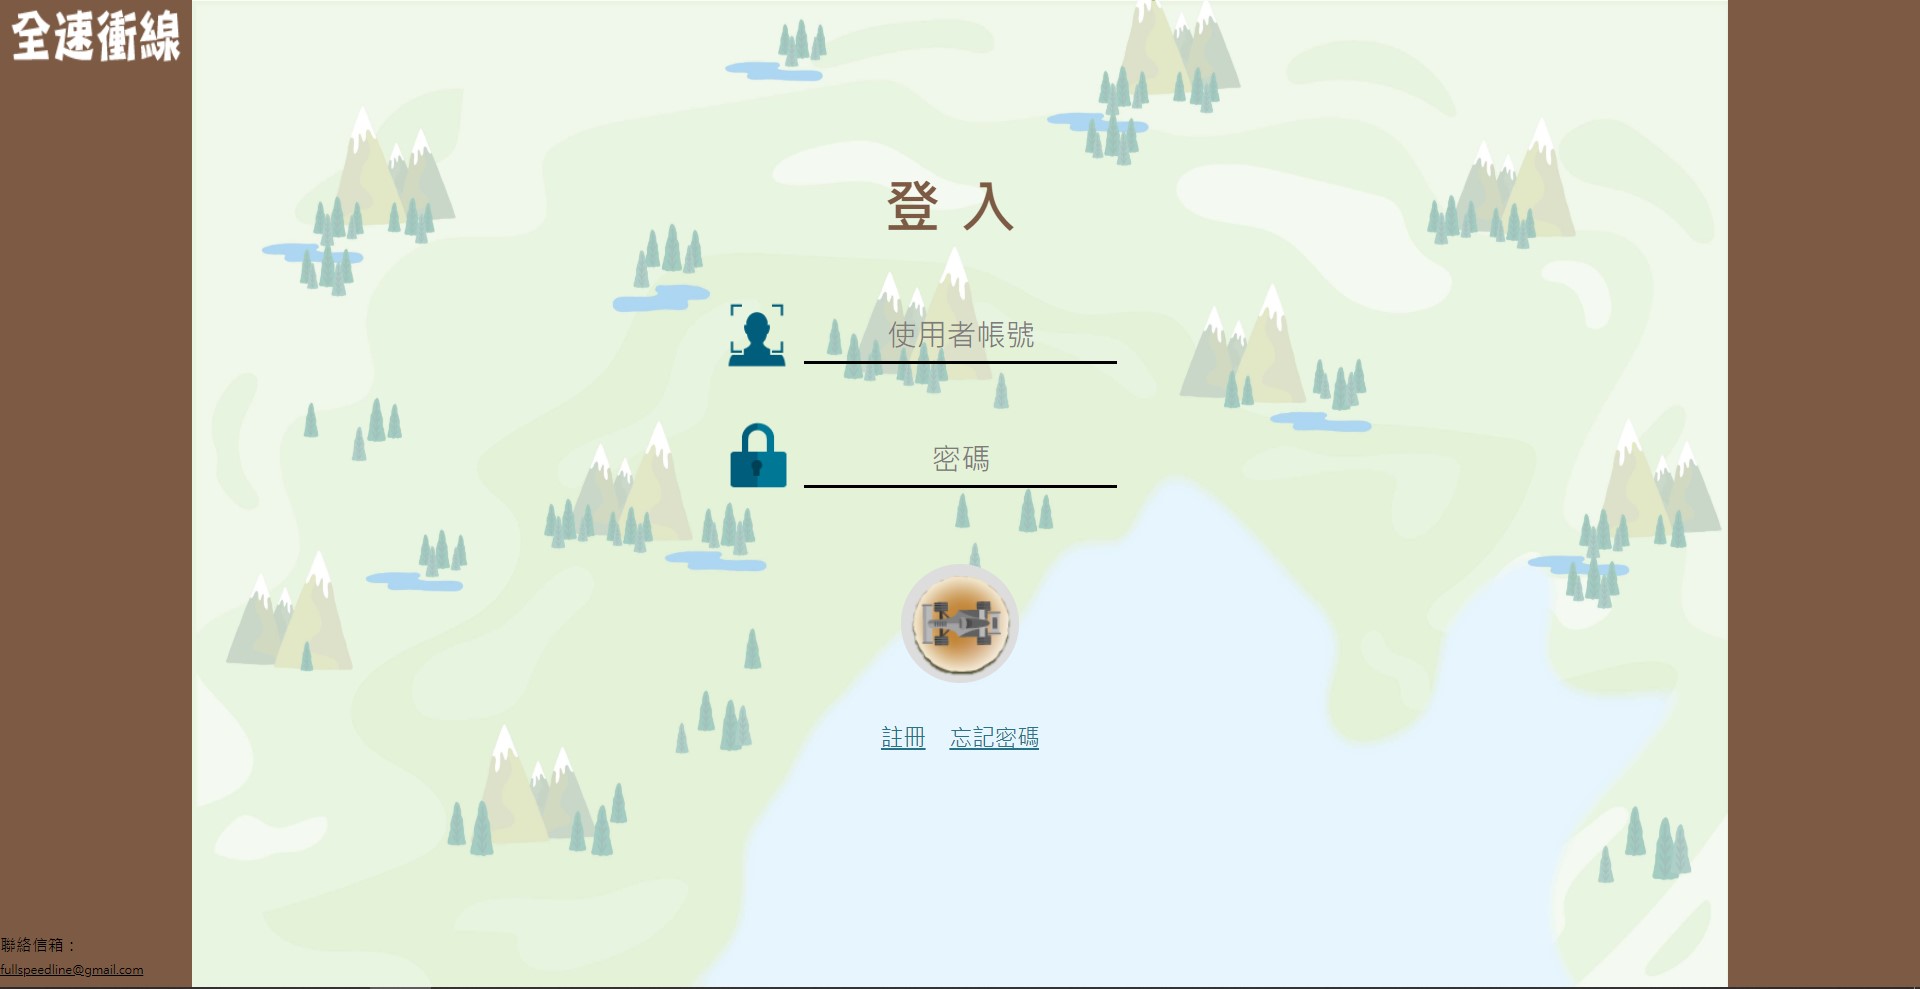 全速衝線
登入
使用者帳號
密碼
註冊 忘記密碼
聯絡信箱：
fullspeedline@gmail.com